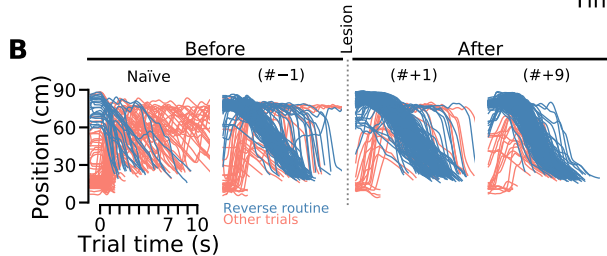 Lesion
B
Before
After
Naïve
(#−1)
(#+1)
(#+9)
Position (cm)
90
60
30
0
0
7
10
Trial time (s)
Reverse routine
Other trials